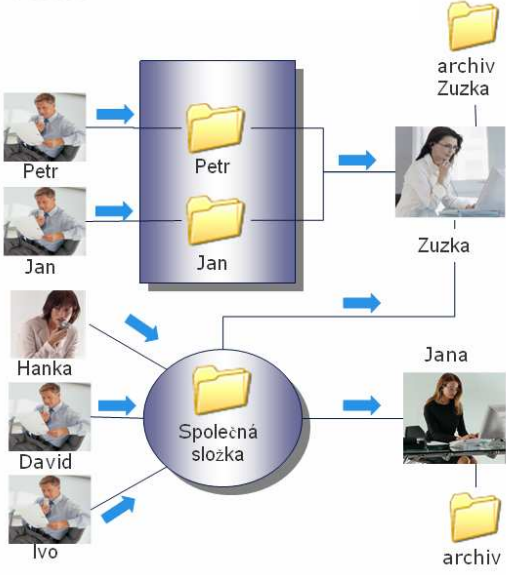 archiv
Zuzka
Petr
Petr
Jan
Jan
Zuzka
Hanka
Jana
David
Společná
složka
Ivo
archiv